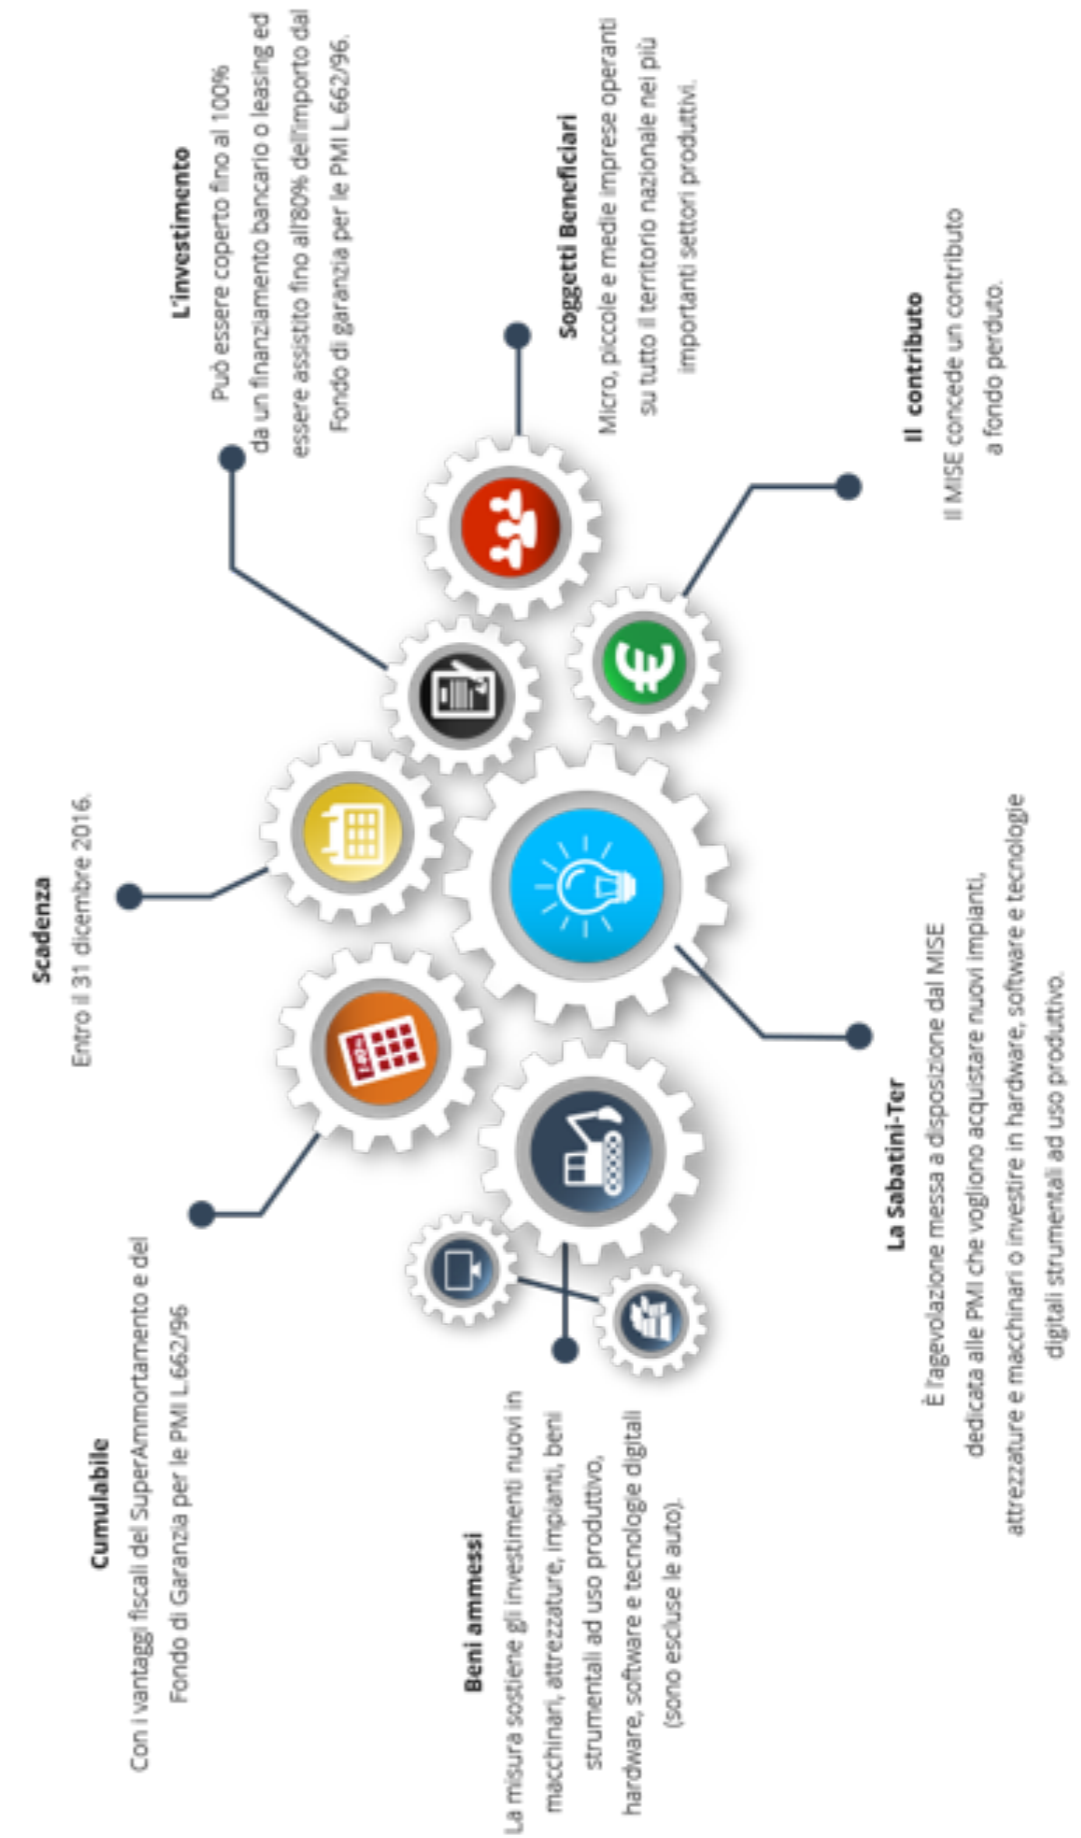 Scadenza
Entro il 31 dicembre 2016.
Cumulabile
Con i vantaggi fiscali del SuperAmmortamento e del
Fondo di Garanzia per le PMI L.662/96
L'investimento
Può essere coperto fino al 100%
da un finanziamento bancario o leasing ed
essere assistito fino all'80% dell'importo dal
Fondo di garanzia per le PMI L.662/96.
140%
Beni ammessi
La misura sostiene gli investimenti nuovi in
macchinari, attrezzature, impianti, beni
strumentali ad uso produttivo,
hardware, software e tecnologie digitali
(sono escluse le auto).
Soggetti Beneficiari
Micro, piccole e medie imprese operanti
su tutto il territorio nazionale nei più
importanti settori produttivi.
€
La Sabatini-Ter
È l'agevolazione messa a disposizione dal MISE
dedicata alle PMI che vogliono acquistare nuovi impianti,
attrezzature e macchinari o investire in hardware, software e tecnologie
digitali strumentali ad uso produttivo.
Il contributo
Il MISE concede un contributo
a fondo perduto.